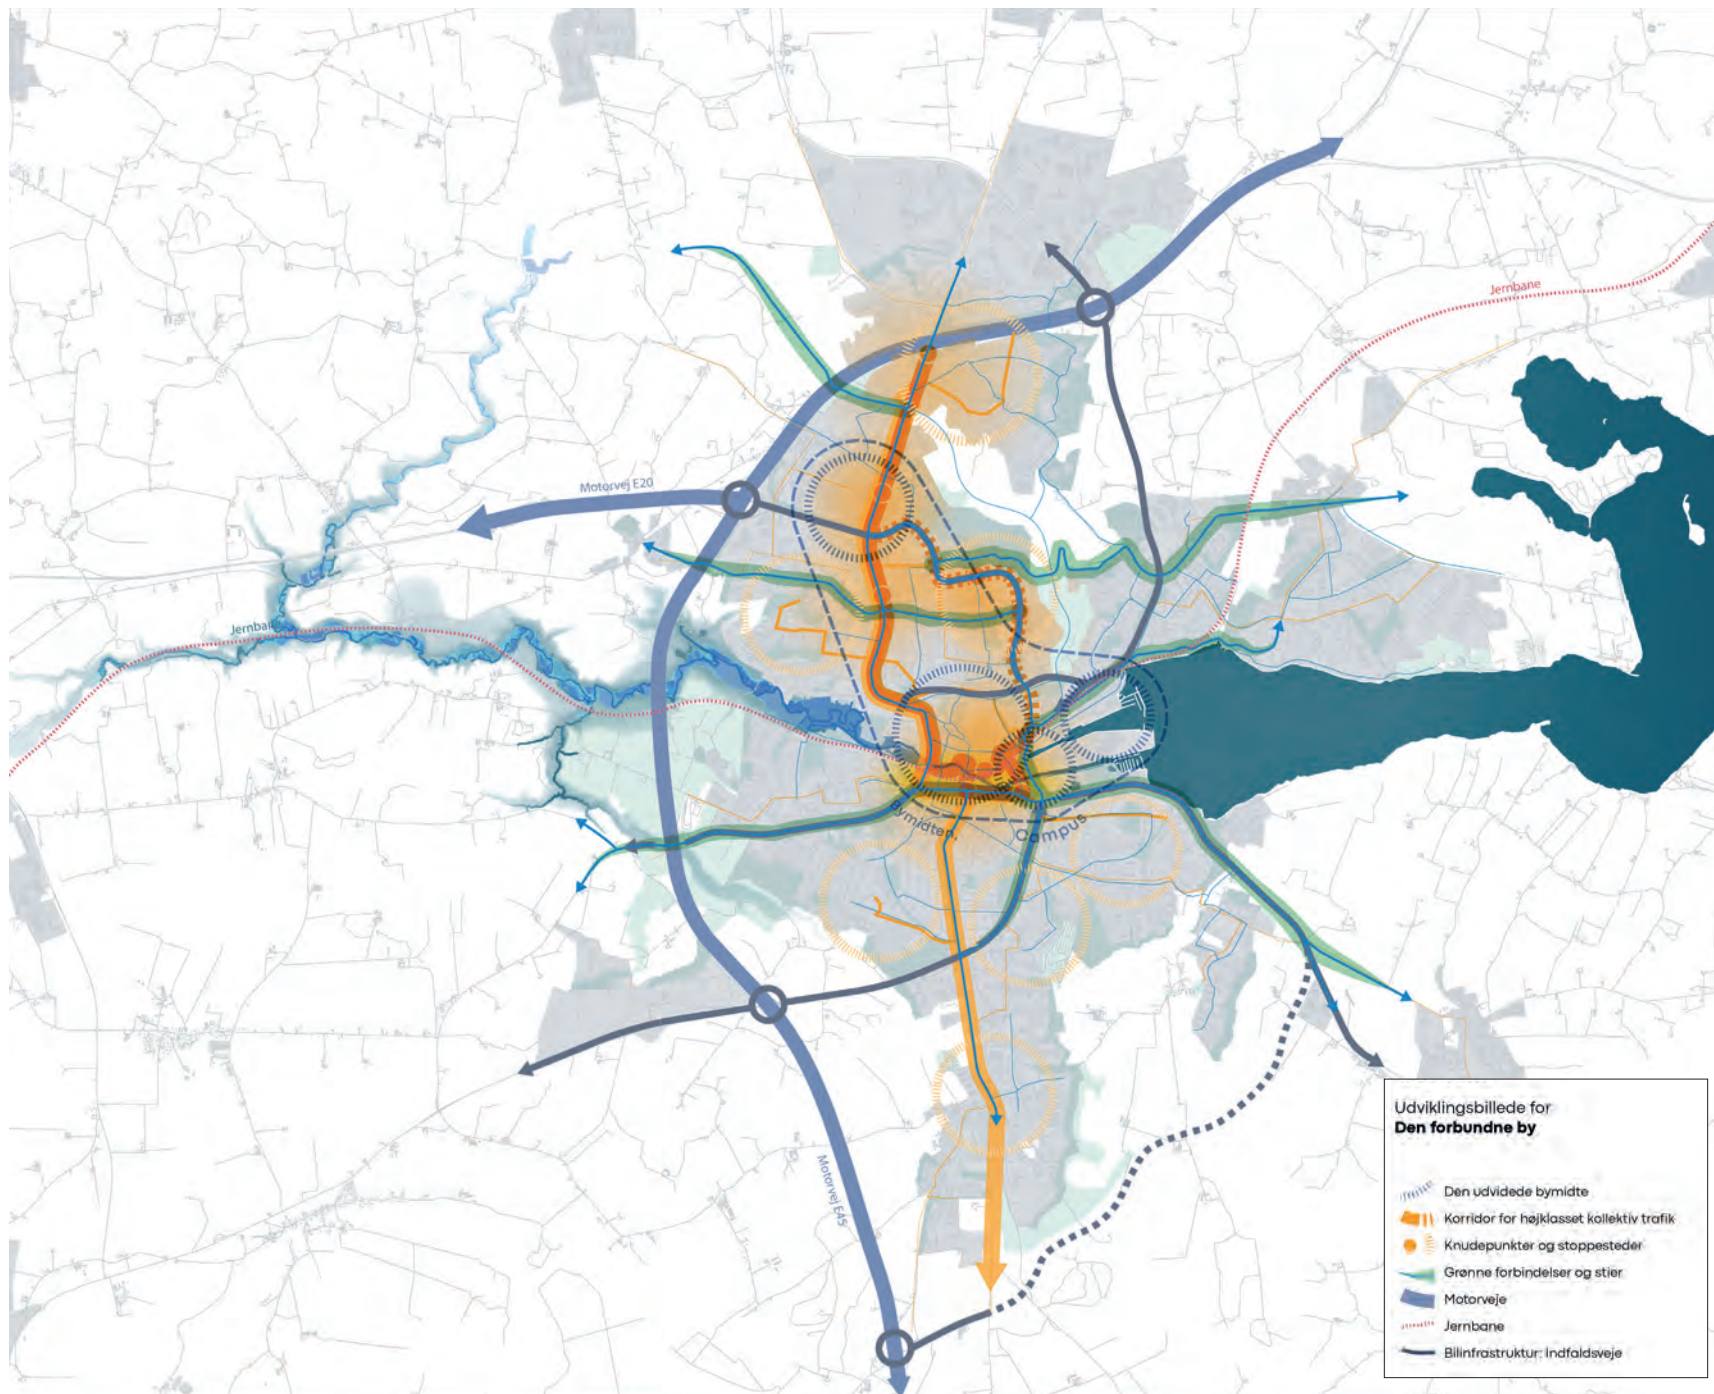 Jernbane
Motorvej E20
Jernbane
Bymidten,
Campus
Motorvej E45
Udviklingsbillede for
Den forbundne by
Den udvidede bymidte
Korridor for højklasset kollektiv trafik
Knudepunkter og stoppesteder
Grønne forbindelser og stier
Motorveje
Jernbane
Bilinfrastruktur: Indfaldsveje